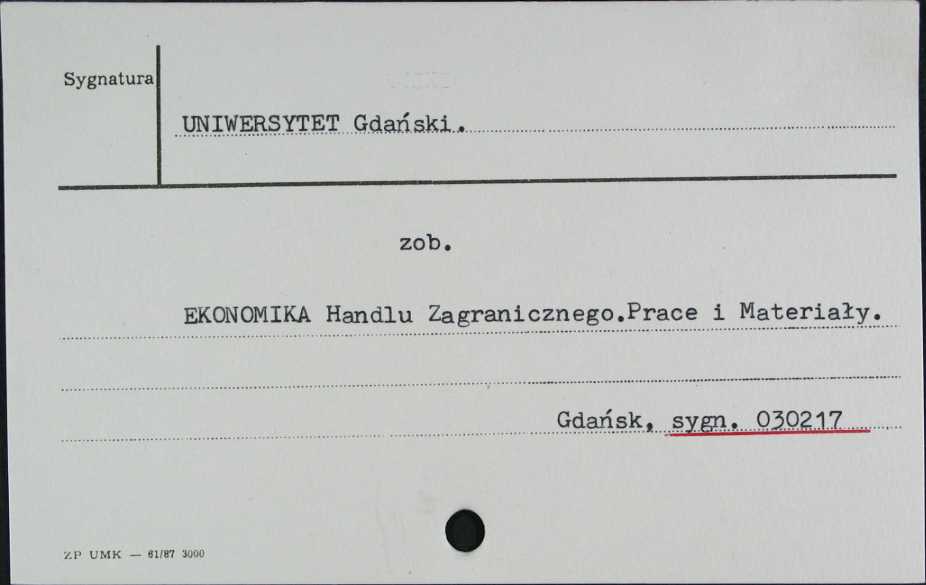 Sygnatura
UNIWERSYTET Gdański.
zob.
EKONOMIKA Handlu Zagranicznego.Prace i Materiały.
Gdańsk, sygn. 030217
ZP UMK — 61/87 3000